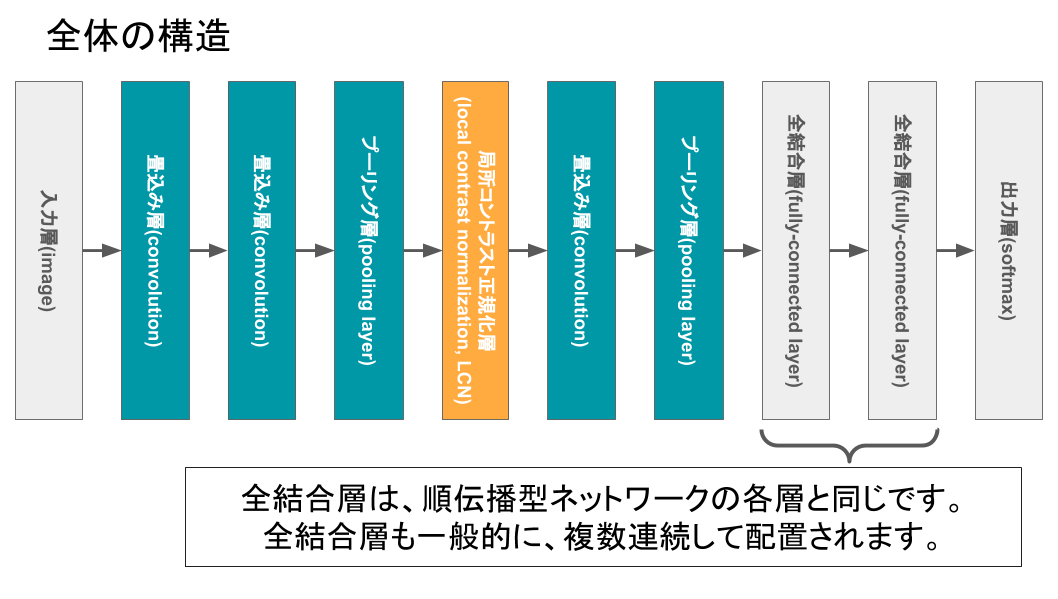 全体の構造
入力層(image)
畳込み層(convolution)
畳込み層(convolution)
プーリング層(pooling layer)
局所コントラスト正規化層
(local contrast normalization, LCN)
畳込み層(convolution)
プーリング層(pooling layer)
全結合層(fully-connected layer)
全結合層(fully-connected layer)
出力層(softmax)
全結合層は、順伝播型ネットワークの各層と同じです。
全結合層も一般的に、複数連続して配置されます。